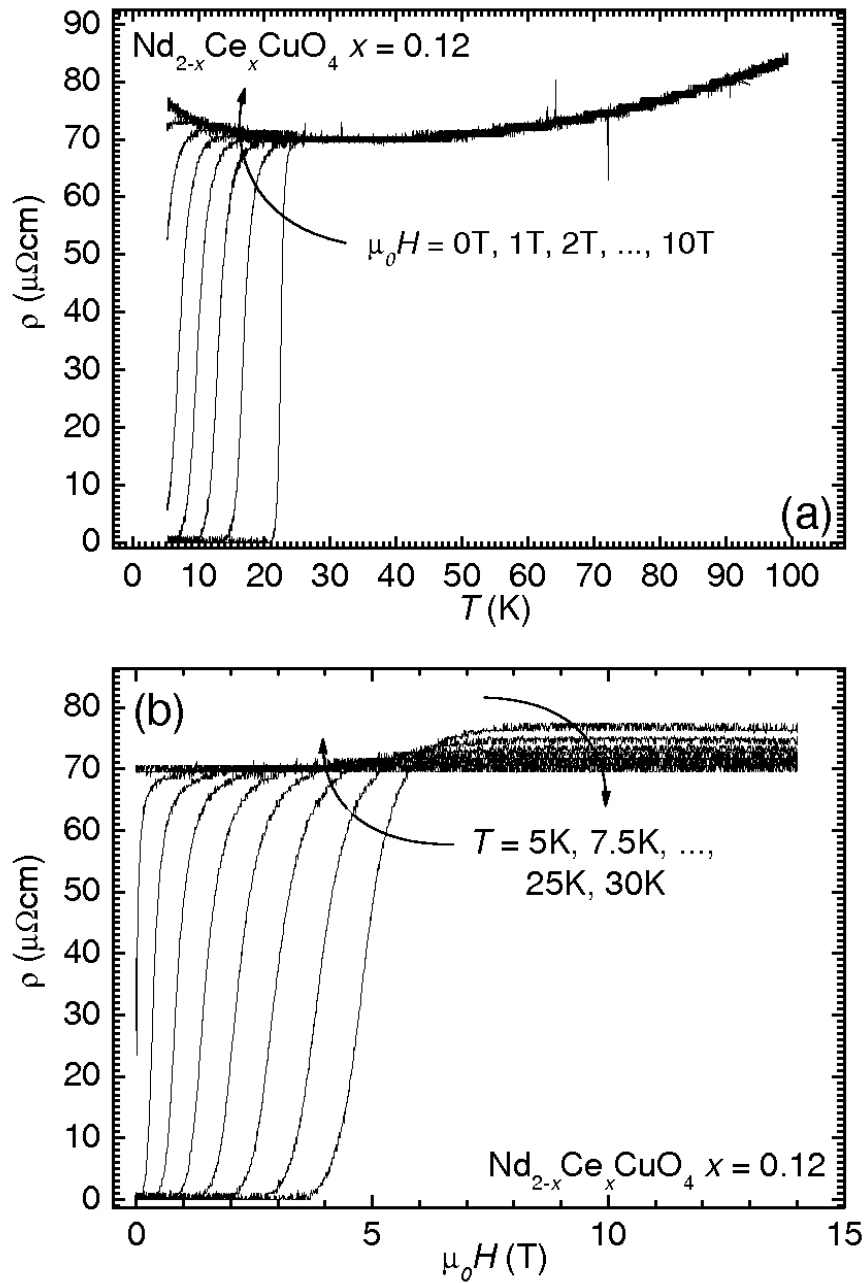 90
80
70
60
50
40
30
20
10
0
Nd2-xCexCuO4 x = 0.12
μ0H = 0T, 1T, 2T, ..., 10T
(a)
ρ (μΩcm)
0 10 20 30 40 50 60 70 80 90 100
T (K)
80
70
60
50
40
30
20
10
0
(b)
T = 5K, 7.5K, ...,
25K, 30K
Nd2-xCexCuO4 x = 0.12
ρ (μΩcm)
0 5 10 15
μ0H (T)